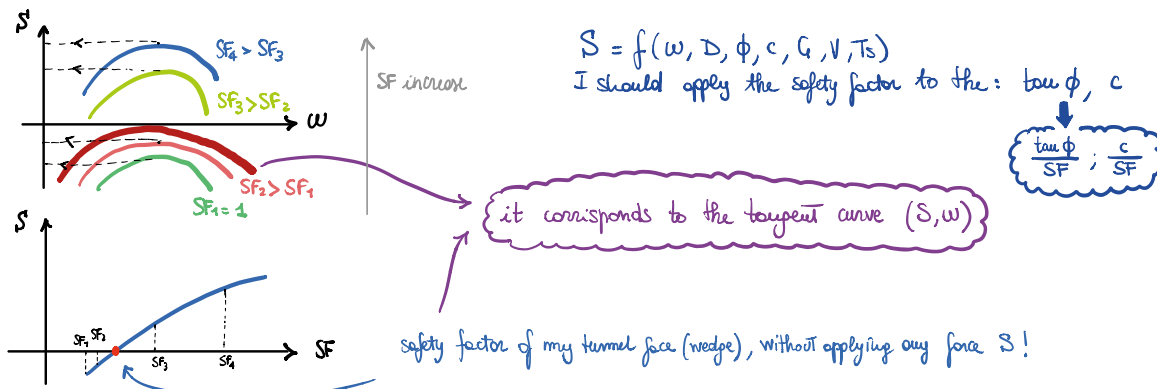 S
SF₄ > SF₃
SF increase
SF₃>SF₂
ω
SF₂>SF₁
SF₁=1
S = f(ω, D, ϕ, c, G, V, Ts)
I should apply the safety factor to the: tan ϕ, c
tan ϕ / SF ; c / SF
it corrisponds to the tangent curve (S,ω)
S
SF₁ SF₂
SF₃
SF₄
SF
safety factor of my tunnel face (wedge), without applying any force S!